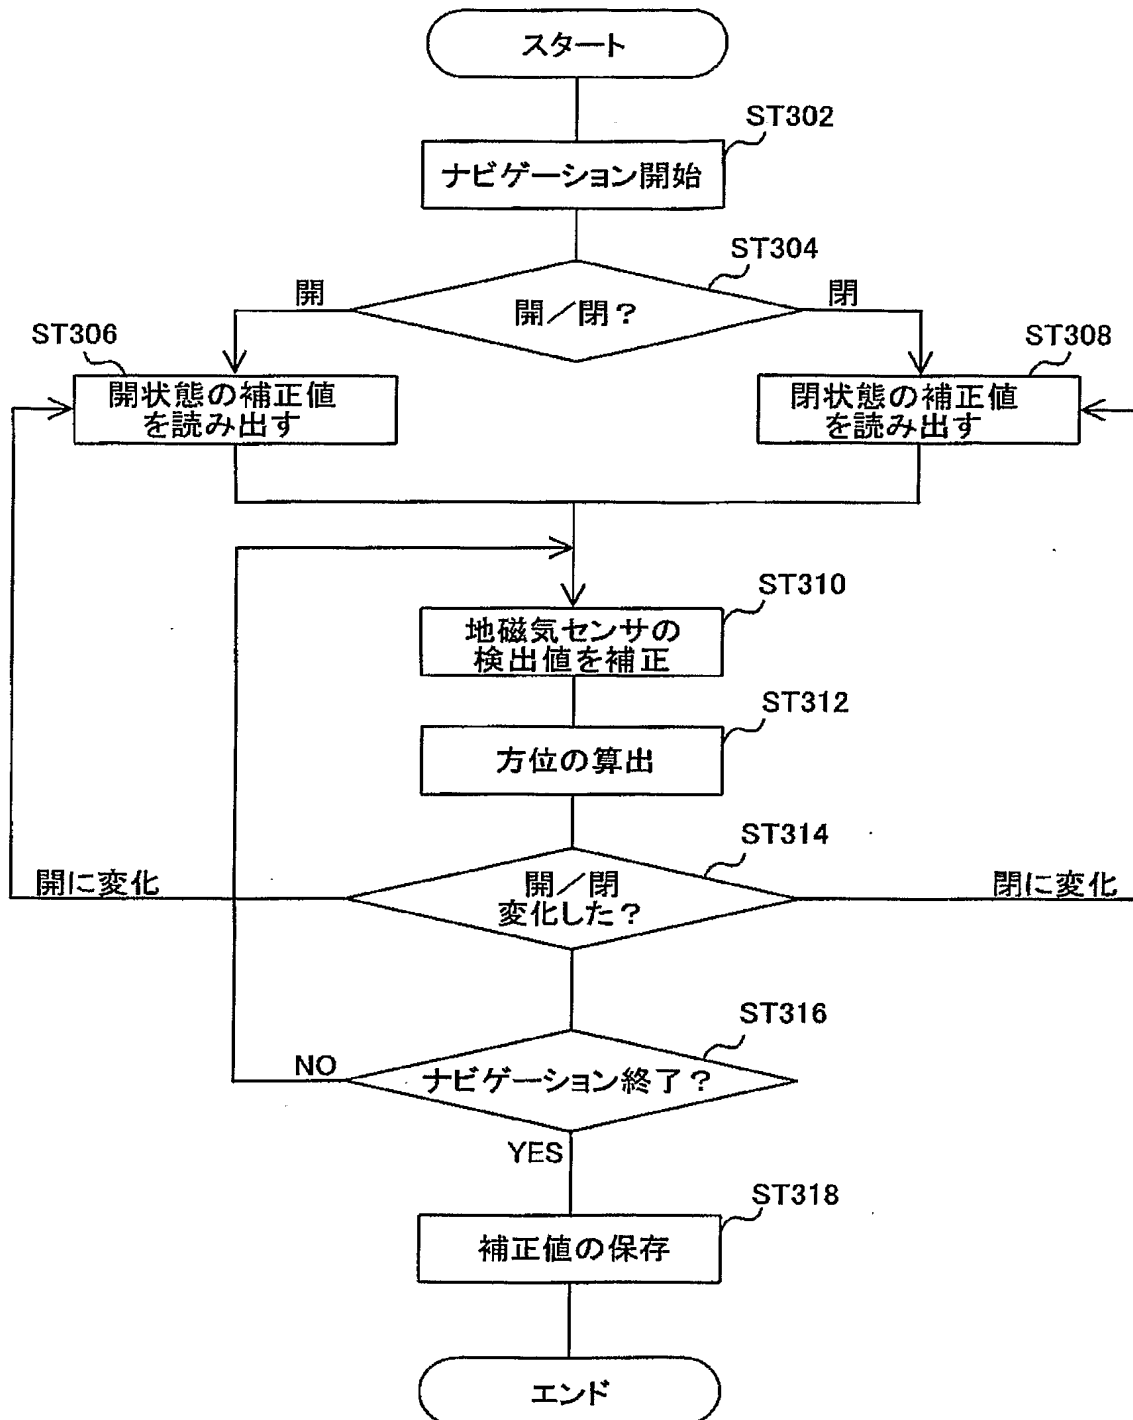 スタート
ST302
ナビゲーション開始
ST304
開
開／閉？
閉
ST306
開状態の補正値
を読み出す
ST308
閉状態の補正値
を読み出す
ST310
地磁気センサの
検出値を補正
ST312
方位の算出
ST314
開に変化
開／閉
変化した？
閉に変化
ST316
NO
ナビゲーション終了？
YES
ST318
補正値の保存
エンド